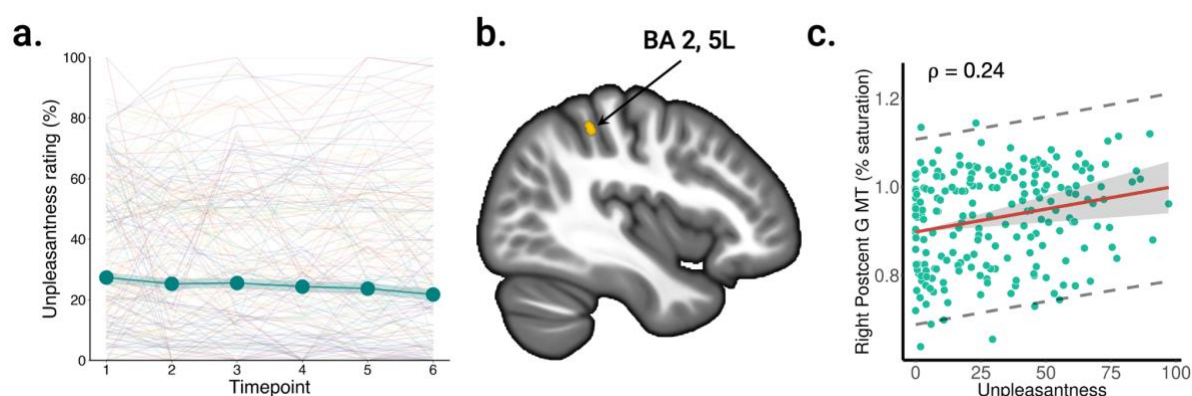 a.
Unpleasantness rating (%)
100
80
60
40
20
0
1 2 3 4 5 6
Timepoint
b.
BA 2, 5L
c.
ρ = 0.24
Right Postcent G MT (% saturation)
1.2
1.0
0.8
0 25 50 75 100
Unpleasantness